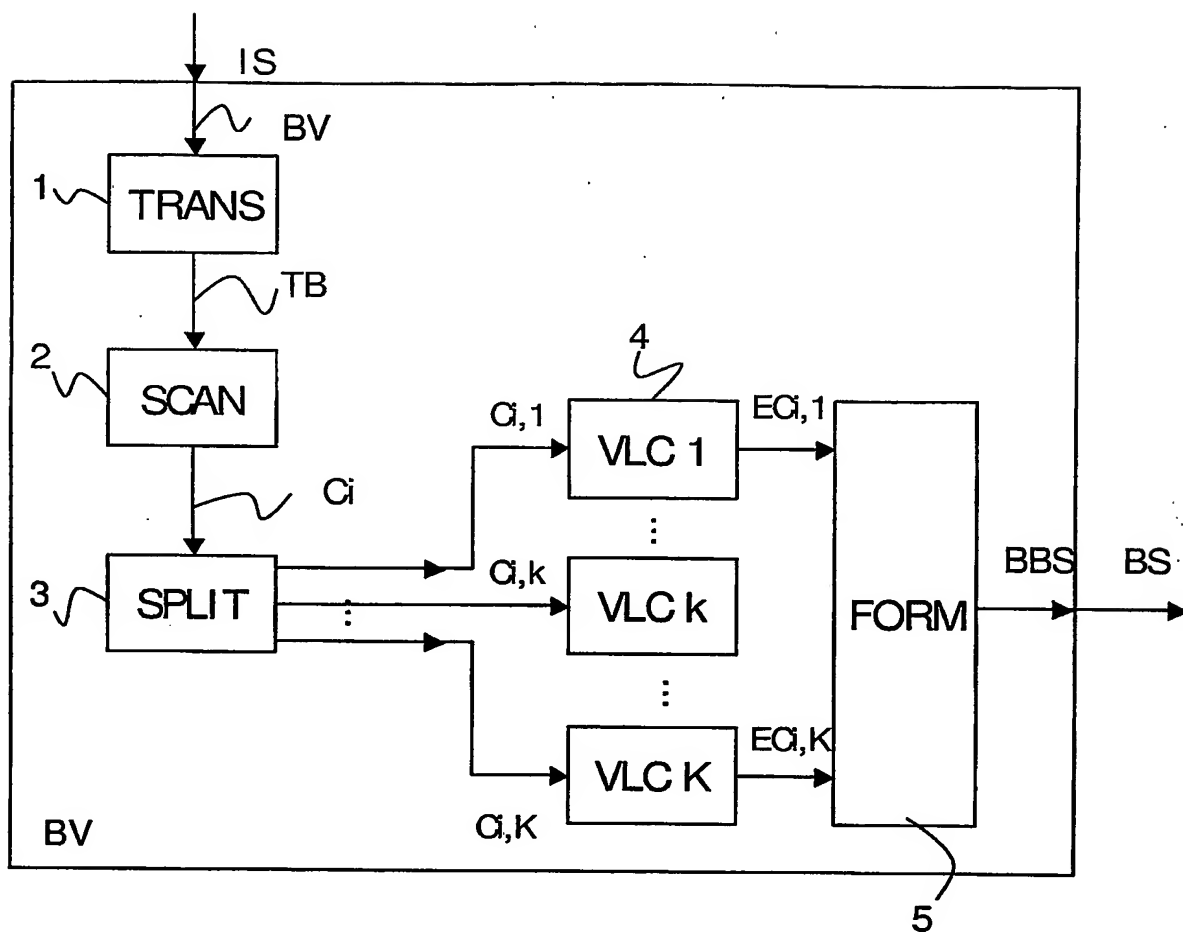 IS
BV
1
TRANS
TB
2
SCAN
Ci
3
SPLIT
Ci,1
Ci,k
Ci,K
4
VLC 1
VLC k
VLC K
ECi,1
ECi,K
FORM
BBS
BS
BV
5